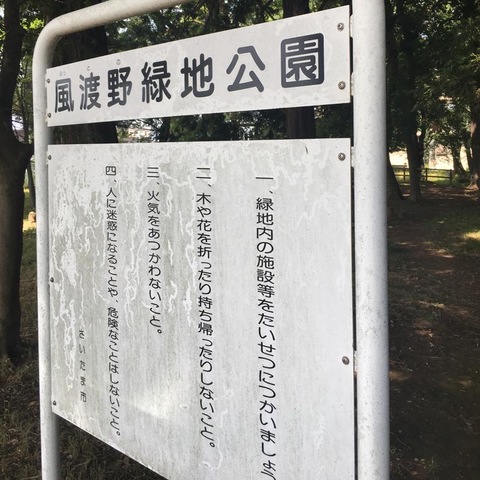 風渡野緑地公園
一、緑地内の施設等をたいせつにつかいましょう
二、木や花を折ったり持ち帰ったりしないこと。
三、火気をあつかわないこと。
四、人に迷惑になることや、危険なことはしないこと。
さいたま市